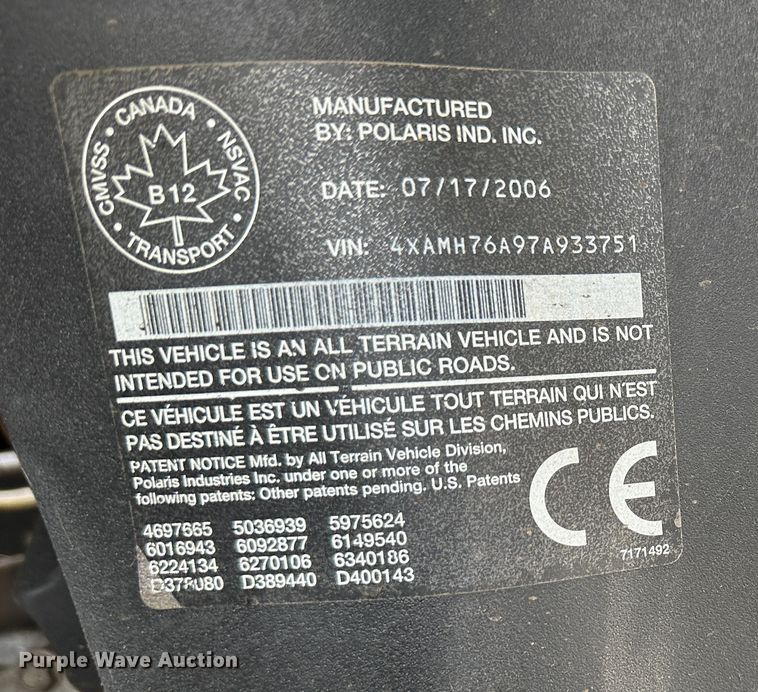 CMVSS • CANADA • NSVAC • TRANSPORT •
B12
MANUFACTURED
BY: POLARIS IND. INC.
DATE: 07/17/2006
VIN: 4XAMH76A97A933751
THIS VEHICLE IS AN ALL TERRAIN VEHICLE AND IS NOT
INTENDED FOR USE ON PUBLIC ROADS.
CE VÉHICULE EST UN VÉHICULE TOUT TERRAIN QUI N'EST
PAS DESTINÉ À ÊTRE UTILISÉ SUR LES CHEMINS PUBLICS.
PATENT NOTICE Mfd. by All Terrain Vehicle Division,
Polaris Industries Inc. under one or more of the
following patents: Other patents pending. U.S. Patents
4697665 5036939 5975624
6016943 6092877 6149540
6224134 6270106 6340186
D378080 D389440 D400143
CE
7171492
Purple Wave Auction